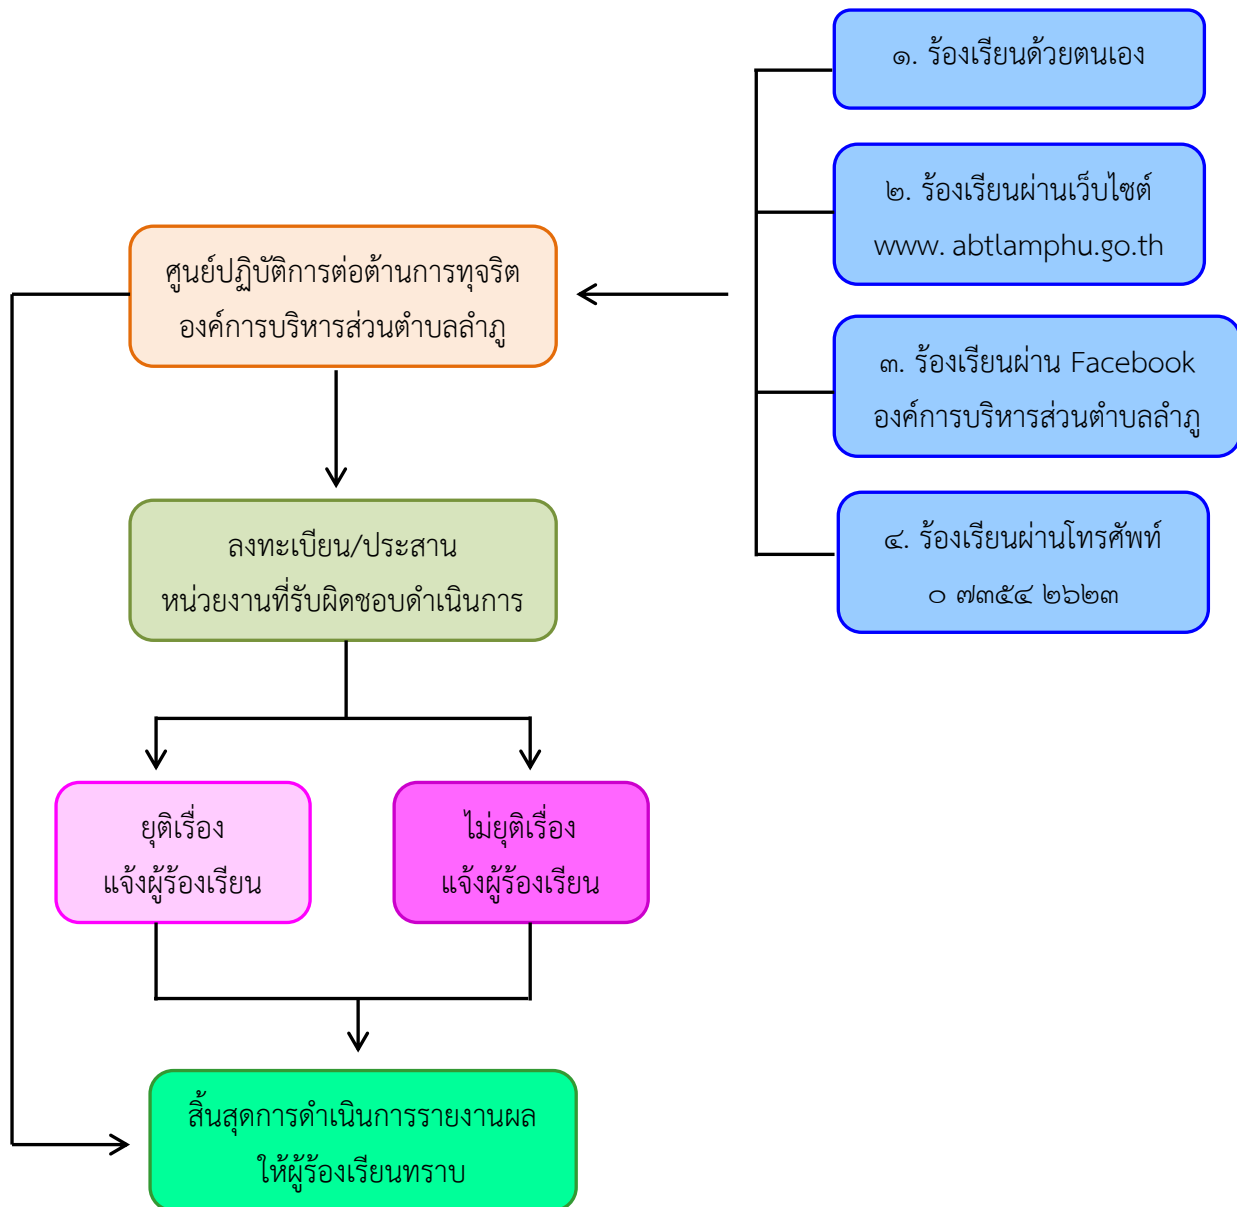 ๑. ร้องเรียนด้วยตนเอง
๒. ร้องเรียนผ่านเว็บไซต์
www. abtlamphu.go.th
๓. ร้องเรียนผ่าน Facebook
องค์การบริหารส่วนตำบลลำภู
๔. ร้องเรียนผ่านโทรศัพท์
๐ ๗๓๕๔ ๒๖๒๓
ศูนย์ปฏิบัติการต่อต้านการทุจริต
องค์การบริหารส่วนตำบลลำภู
ลงทะเบียน/ประสาน
หน่วยงานที่รับผิดชอบดำเนินการ
ยุติเรื่อง
แจ้งผู้ร้องเรียน
ไม่ยุติเรื่อง
แจ้งผู้ร้องเรียน
สิ้นสุดการดำเนินการรายงานผล
ให้ผู้ร้องเรียนทราบ